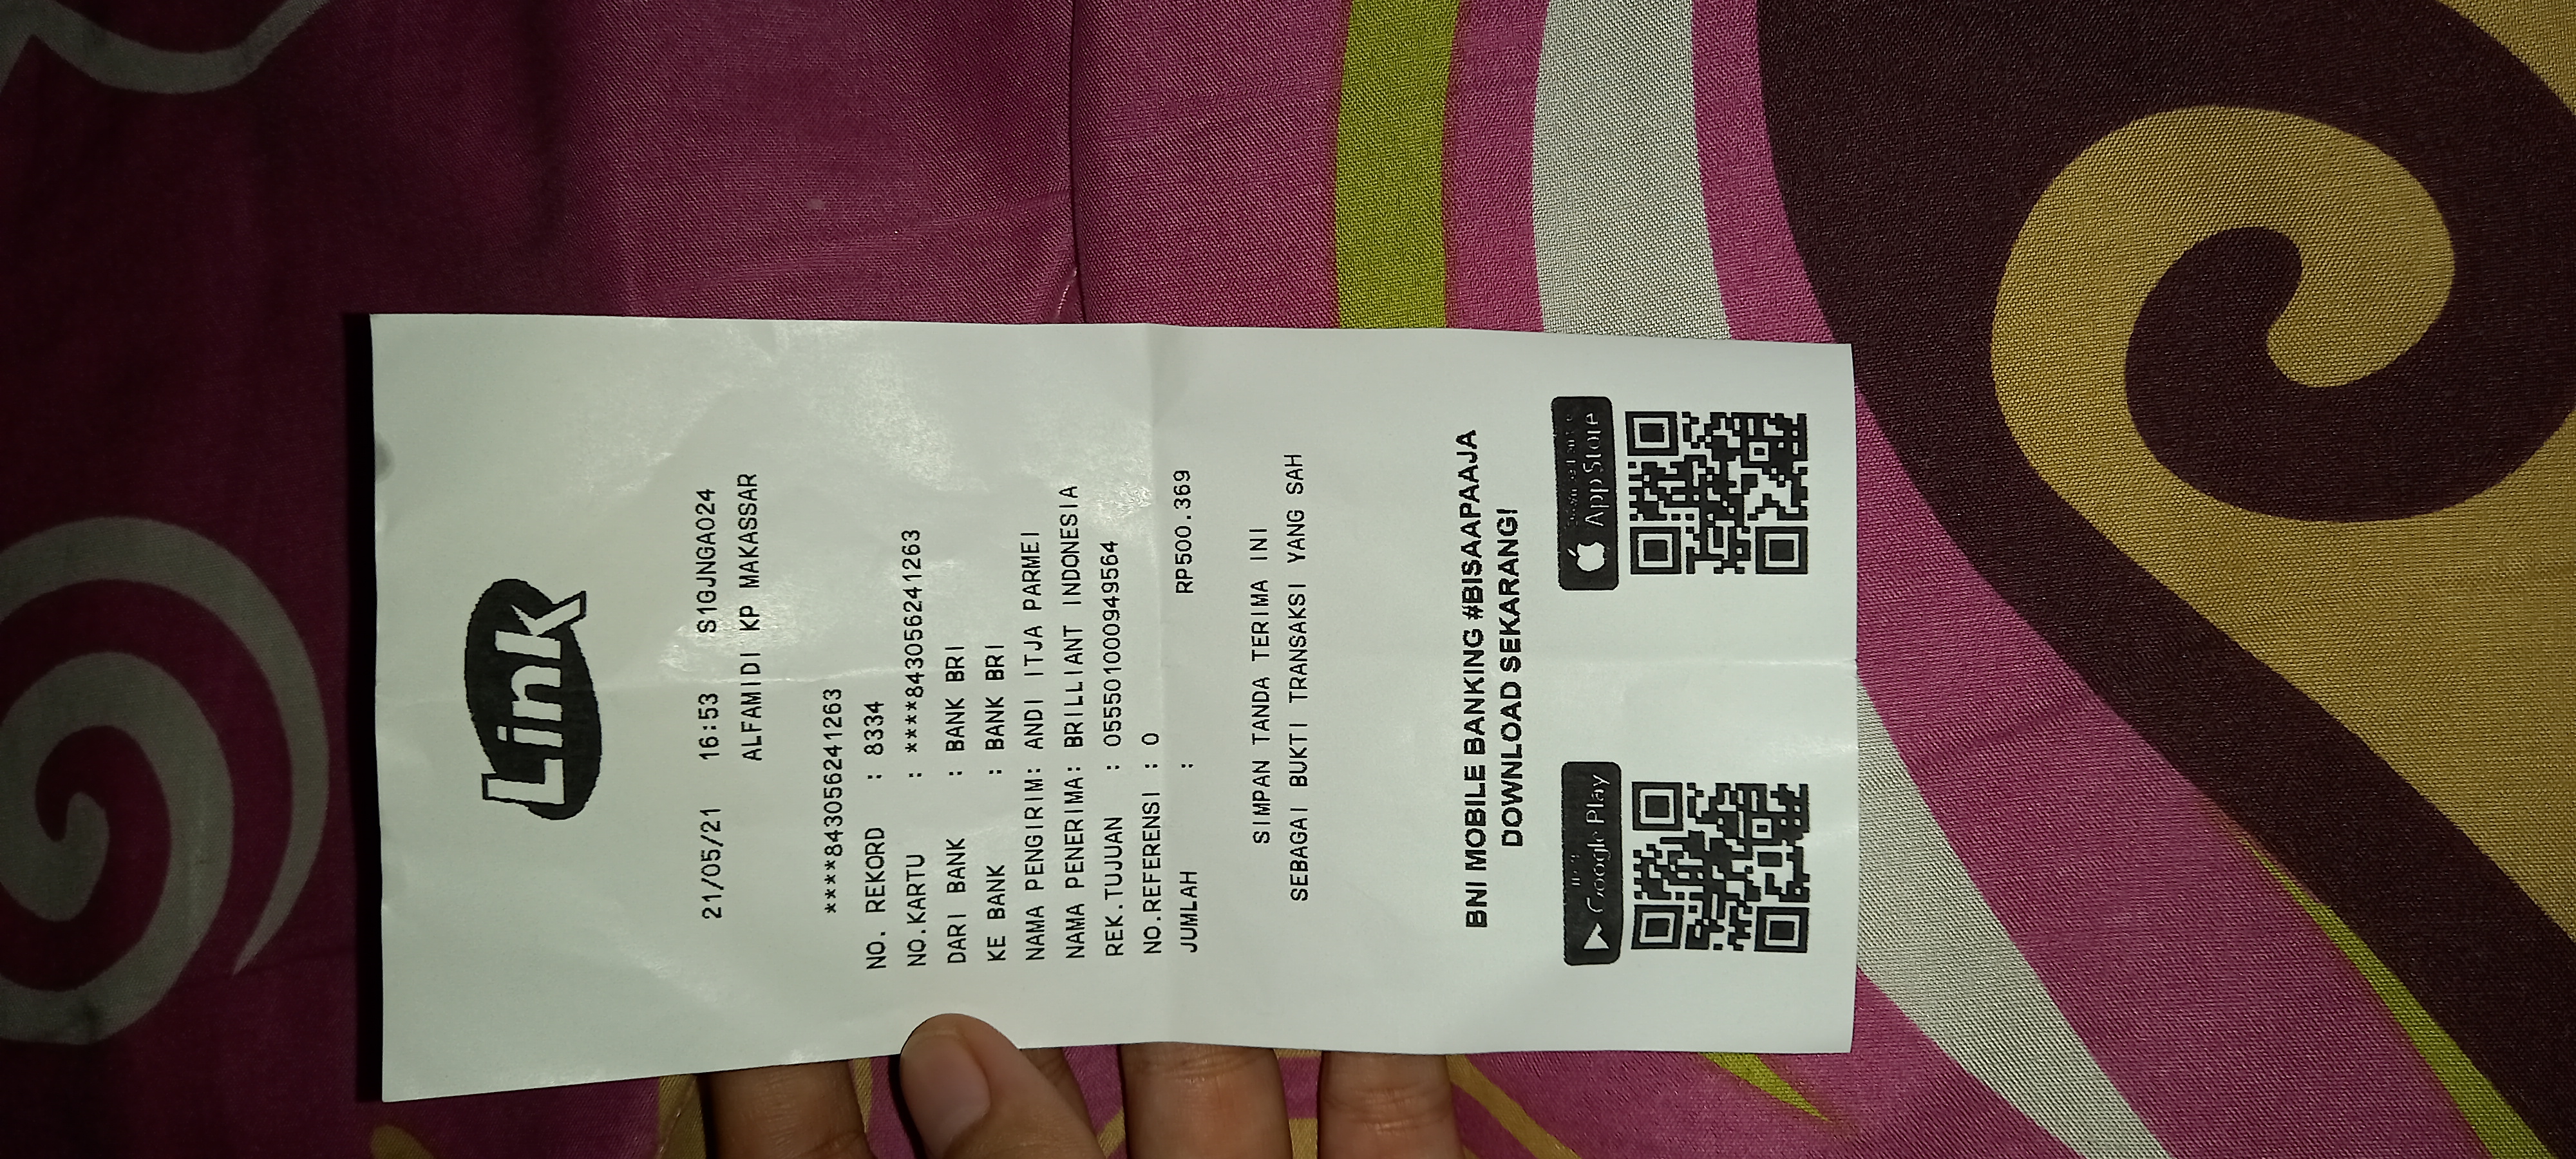 Link
21/05/21 16:53 S1GJNGA024
ALFAMIDI KP MAKASSAR
****843056241263
NO. REKORD : 8334
NO.KARTU : ****843056241263
DARI BANK : BANK BRI
KE BANK : BANK BRI
NAMA PENGIRIM: ANDI ITJA PARMEI
NAMA PENERIMA: BRILLIANT INDONESIA
REK.TUJUAN : 055501000949564
NO.REFERENSI : 0
JUMLAH : RP500.369
SIMPAN TANDA TERIMA INI
SEBAGAI BUKTI TRANSAKSI YANG SAH
BNI MOBILE BANKING #BISAAPAAJA
DOWNLOAD SEKARANG!
Google Play
App Store